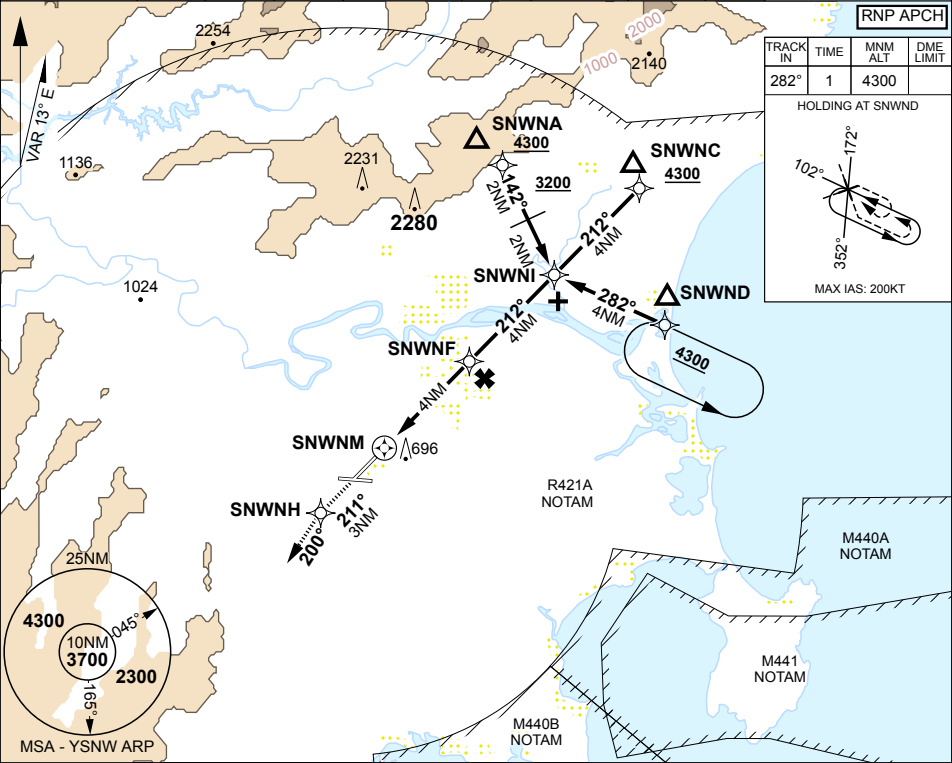 RNP APCH
TRACK IN
TIME
MNM ALT
DME LIMIT
282°
1
4300
HOLDING AT SNWND
172°
102°
352°
MAX IAS: 200KT
2254
2000
1000
2140
VAR 13° E
SNWNA
4300
SNWNC
4300
1136
2231
3200
2280
142°
2NM
2NM
212°
4NM
SNWNI
1024
SNWND
282°
4NM
212°
4NM
SNWNF
4300
4NM
SNWNM
696
SNWNH
211°
3NM
200°
R421A
NOTAM
M440A
NOTAM
25NM
4300
045°
10NM
3700
2300
165°
MSA - YSNW ARP
M441
NOTAM
M440B
NOTAM